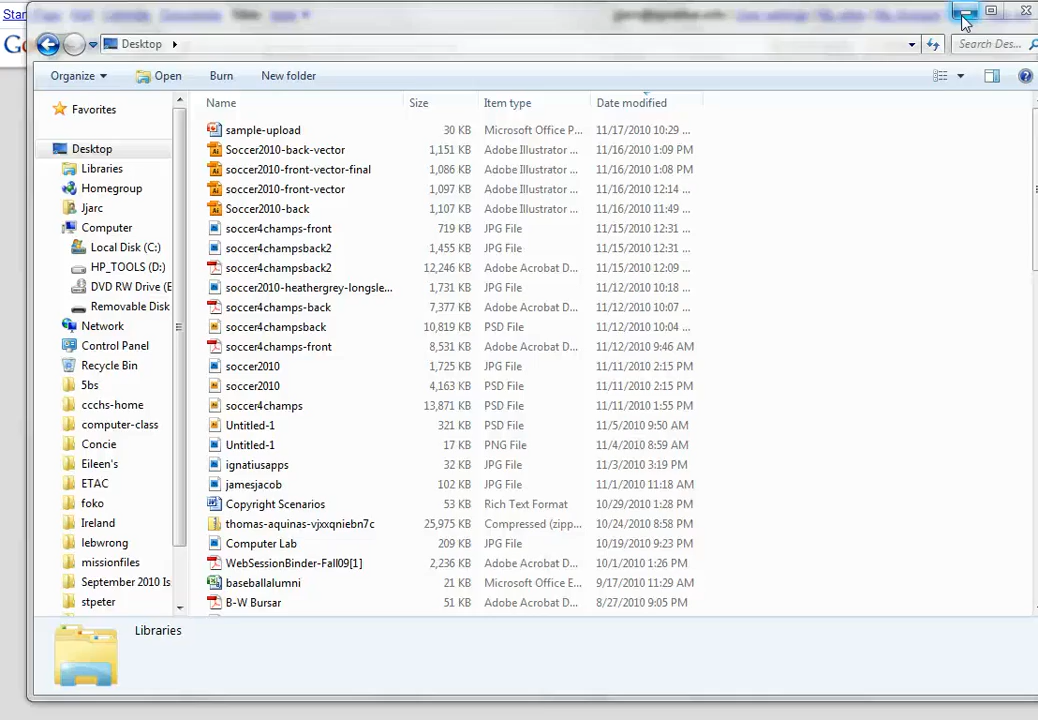 Star
Go
Desktop
Search Des...
Organize
Open
Burn
New folder
Name Size Item type Date modified
Favorites
Desktop
Libraries
Homegroup
Jjarc
Computer
Local Disk (C:)
HP_TOOLS (D:)
DVD RW Drive (E
Removable Disk
Network
Control Panel
Recycle Bin
5bs
ccchs-home
computer-class
Concie
Eileen's
ETAC
foko
Ireland
lebwrong
missionfiles
September 2010 Is
stpeter
sample-upload 30 KB Microsoft Office P... 11/17/2010 10:29 ...
Soccer2010-back-vector 1,151 KB Adobe Illustrator ... 11/16/2010 1:09 PM
soccer2010-front-vector-final 1,086 KB Adobe Illustrator ... 11/16/2010 1:08 PM
soccer2010-front-vector 1,097 KB Adobe Illustrator ... 11/16/2010 12:14 ...
Soccer2010-back 1,107 KB Adobe Illustrator ... 11/16/2010 11:49 ...
soccer4champs-front 719 KB JPG File 11/15/2010 12:31 ...
soccer4champsback2 1,455 KB JPG File 11/15/2010 12:31 ...
soccer4champsback2 12,246 KB Adobe Acrobat D... 11/15/2010 12:09 ...
soccer2010-heathergrey-longsle... 1,731 KB JPG File 11/12/2010 10:18 ...
soccer4champs-back 7,377 KB Adobe Acrobat D... 11/12/2010 10:07 ...
soccer4champsback 10,819 KB PSD File 11/12/2010 10:04 ...
soccer4champs-front 8,531 KB Adobe Acrobat D... 11/12/2010 9:46 AM
soccer2010 1,725 KB JPG File 11/11/2010 2:15 PM
soccer2010 4,163 KB PSD File 11/11/2010 2:15 PM
soccer4champs 13,871 KB PSD File 11/11/2010 1:55 PM
Untitled-1 321 KB PSD File 11/5/2010 9:50 AM
Untitled-1 17 KB PNG File 11/4/2010 8:59 AM
ignatiusapps 32 KB JPG File 11/3/2010 3:19 PM
jamesjacob 102 KB JPG File 11/1/2010 11:18 AM
Copyright Scenarios 53 KB Rich Text Format 10/29/2010 1:28 PM
thomas-aquinas-vjxxqniebn7c 25,975 KB Compressed (zipp... 10/24/2010 8:58 PM
Computer Lab 209 KB JPG File 10/19/2010 9:23 PM
WebSessionBinder-Fall09[1] 2,236 KB Adobe Acrobat D... 10/1/2010 1:26 PM
baseballalumni 21 KB Microsoft Office E... 9/17/2010 11:29 AM
B-W Bursar 51 KB Adobe Acrobat D... 8/27/2010 9:05 PM
Libraries